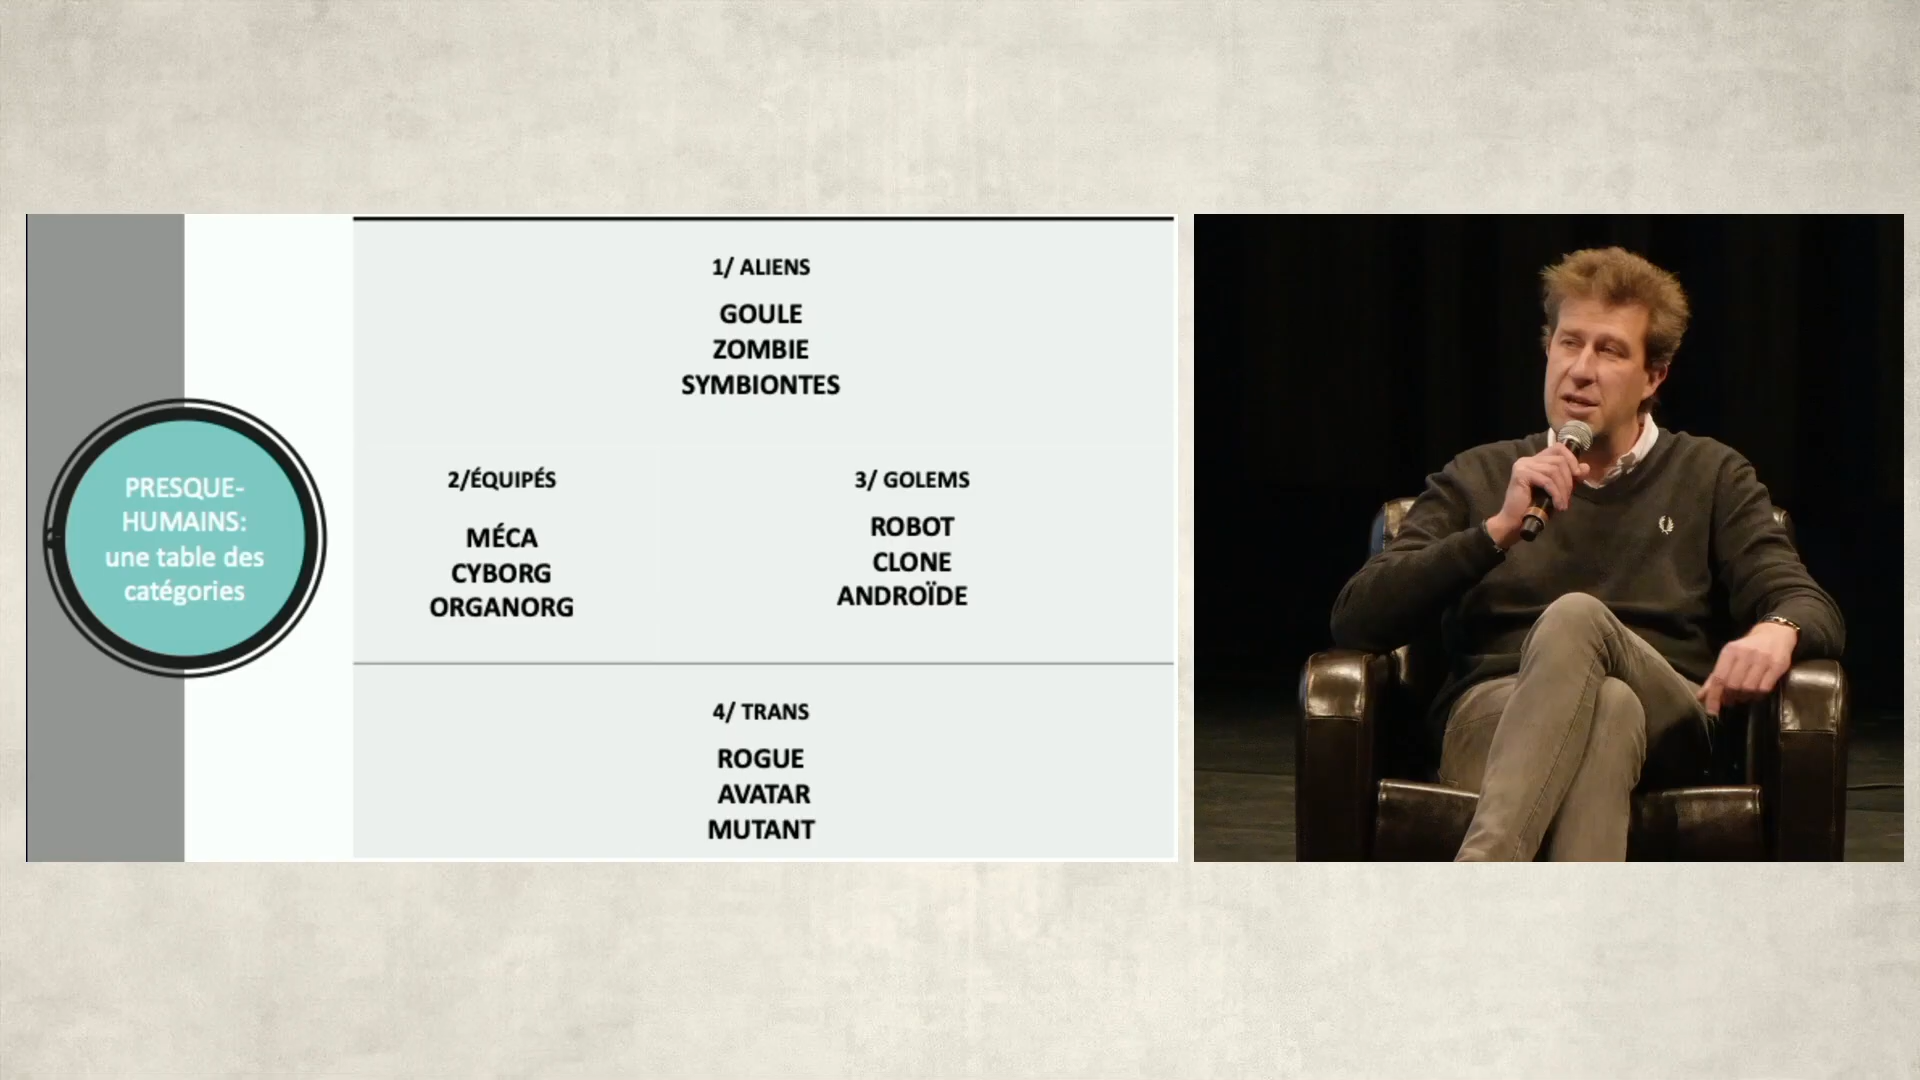 PRESQUE-
HUMAINS:
une table des
catégories
1/ ALIENS
GOULE
ZOMBIE
SYMBIONTES
2/ÉQUIPÉS
MÉCA
CYBORG
ORGANORG
3/ GOLEMS
ROBOT
CLONE
ANDROÏDE
4/ TRANS
ROGUE
AVATAR
MUTANT